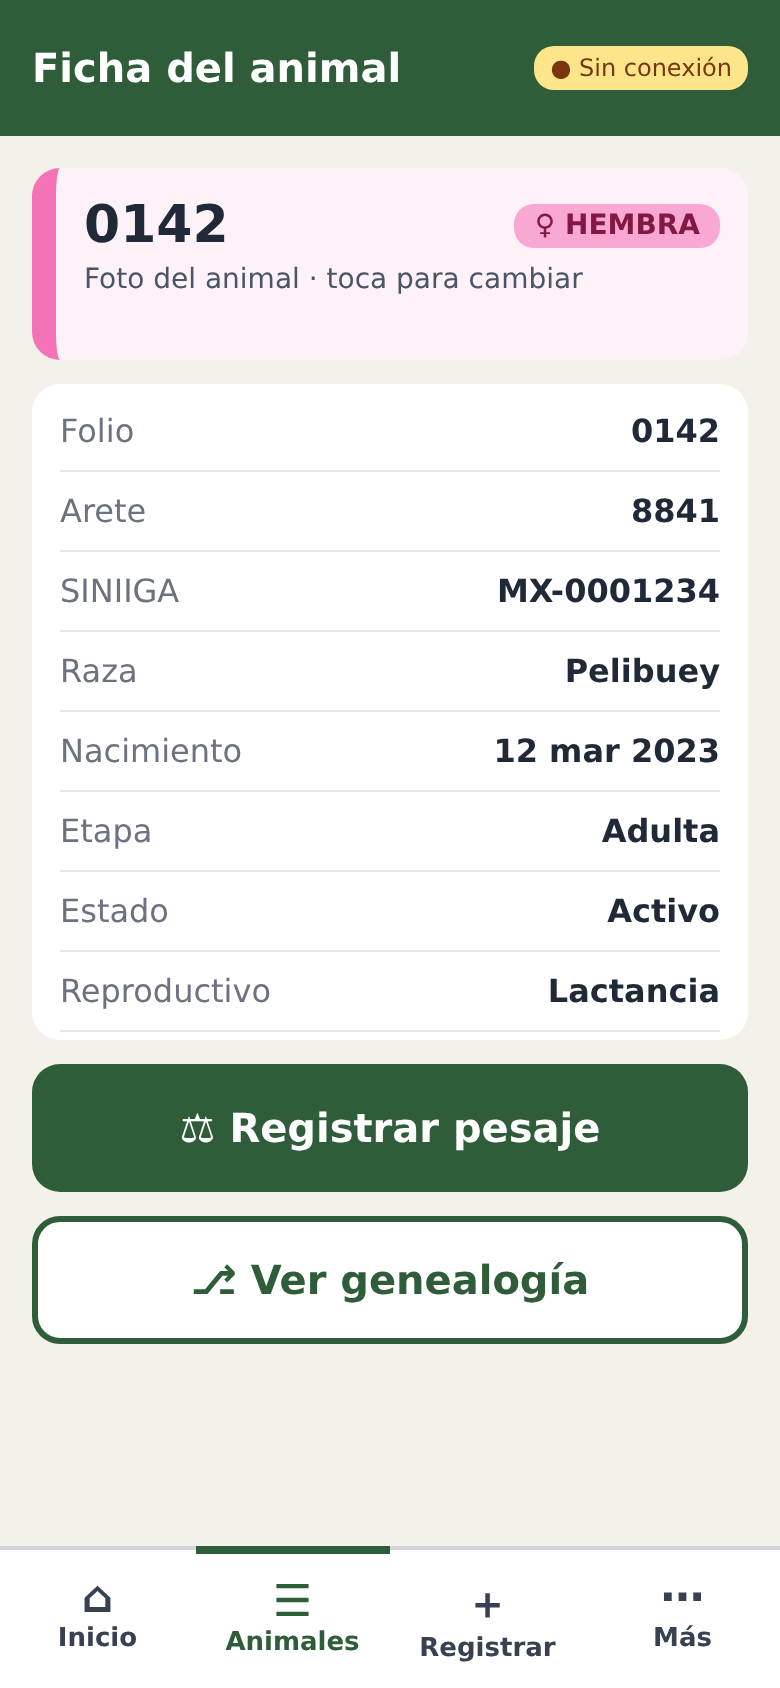 Ficha del animal
● Sin conexión
0142
♀ HEMBRA
Foto del animal · toca para cambiar
Folio 0142
Arete 8841
SINIIGA MX-0001234
Raza Pelibuey
Nacimiento 12 mar 2023
Etapa Adulta
Estado Activo
Reproductivo Lactancia
⚖ Registrar pesaje
⎇ Ver genealogía
Inicio
Animales
Registrar
Más